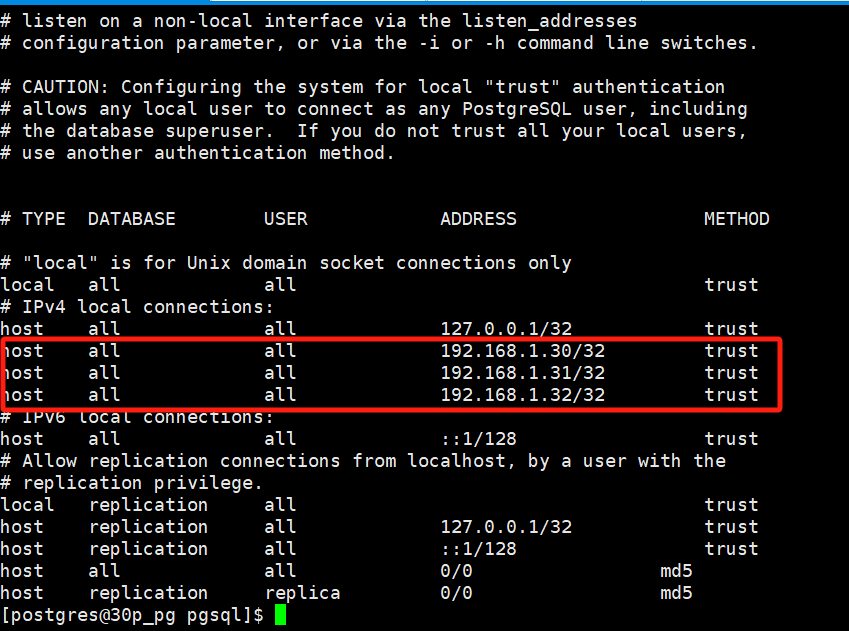 # listen on a non-local interface via the listen_addresses
# configuration parameter, or via the -i or -h command line switches.
# CAUTION: Configuring the system for local "trust" authentication
# allows any local user to connect as any PostgreSQL user, including
# the database superuser.  If you do not trust all your local users,
# use another authentication method.
# TYPE  DATABASE        USER            ADDRESS                 METHOD
# "local" is for Unix domain socket connections only
local   all             all                                     trust
# IPv4 local connections:
host    all             all             127.0.0.1/32            trust
host    all             all             192.168.1.30/32         trust
host    all             all             192.168.1.31/32         trust
host    all             all             192.168.1.32/32         trust
# IPv6 local connections:
host    all             all             ::1/128                 trust
# Allow replication connections from localhost, by a user with the
# replication privilege.
local   replication     all                                     trust
host    replication     all             127.0.0.1/32            trust
host    replication     all             ::1/128                 trust
host    all             all             0/0                 md5
host    replication     replica         0/0                 md5
[postgres@30p_pg pgsql]$